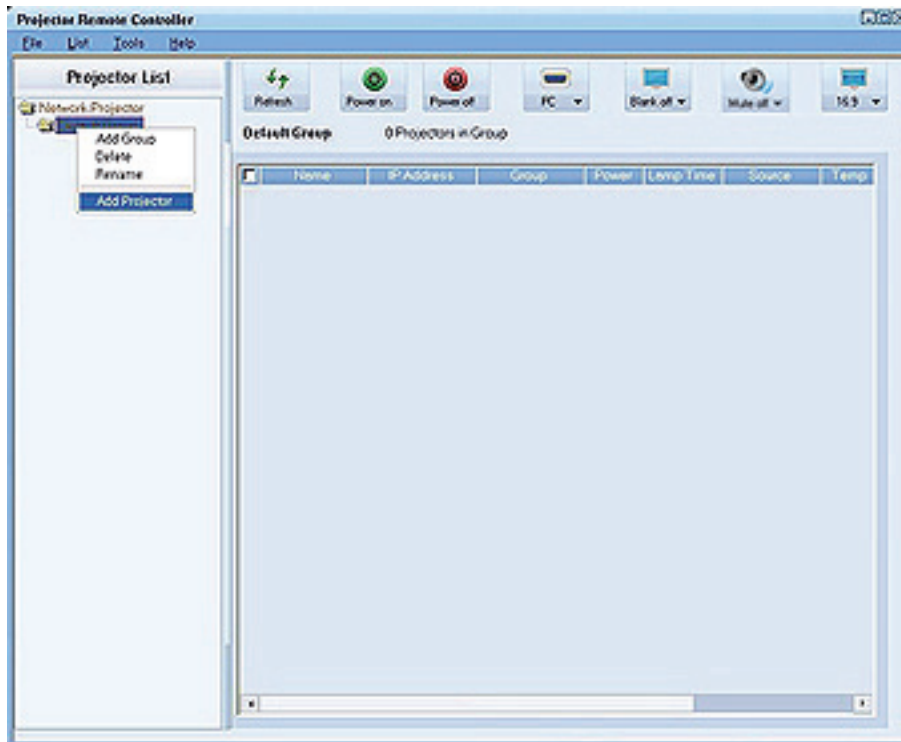 Projector Remote Controller
File List Tools Help
Projector List
Network Projector
Add Group
Delete
Rename
Add Projector
Refresh Power on Power off PC Blank off Mute off 16:9
Default Group 0 Projectors in Group
Name IP Address Group Power Lamp Time Source Temp